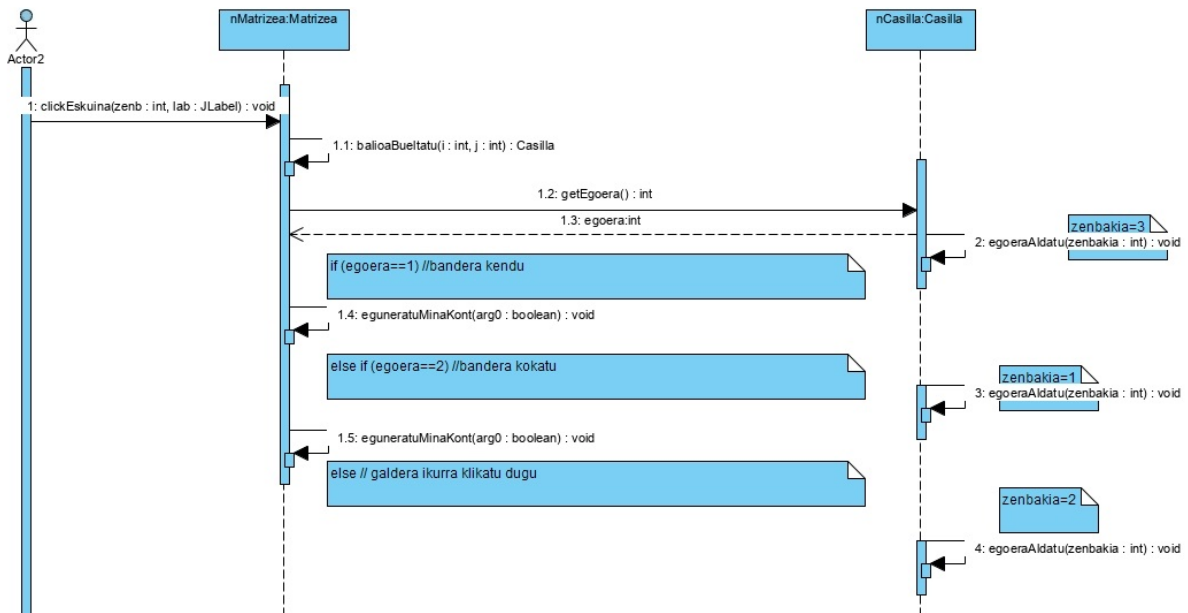 nMatrizea:Matrizea
nCasilla:Casilla
Actor2
1: clickEskuina(zenb : int, lab : JLabel) : void
1.1: balioaBueltatu(i : int, j : int) : Casilla
1.2: getEgoera() : int
1.3: egoera:int
zenbakia=3
2: egoeraAldatu(zenbakia : int) : void
if (egoera==1) //bandera kendu
1.4: eguneratuMinaKont(arg0 : boolean) : void
else if (egoera==2) //bandera kokatu
zenbakia=1
3: egoeraAldatu(zenbakia : int) : void
1.5: eguneratuMinaKont(arg0 : boolean) : void
else // galdera ikurra klikatu dugu
zenbakia=2
4: egoeraAldatu(zenbakia : int) : void